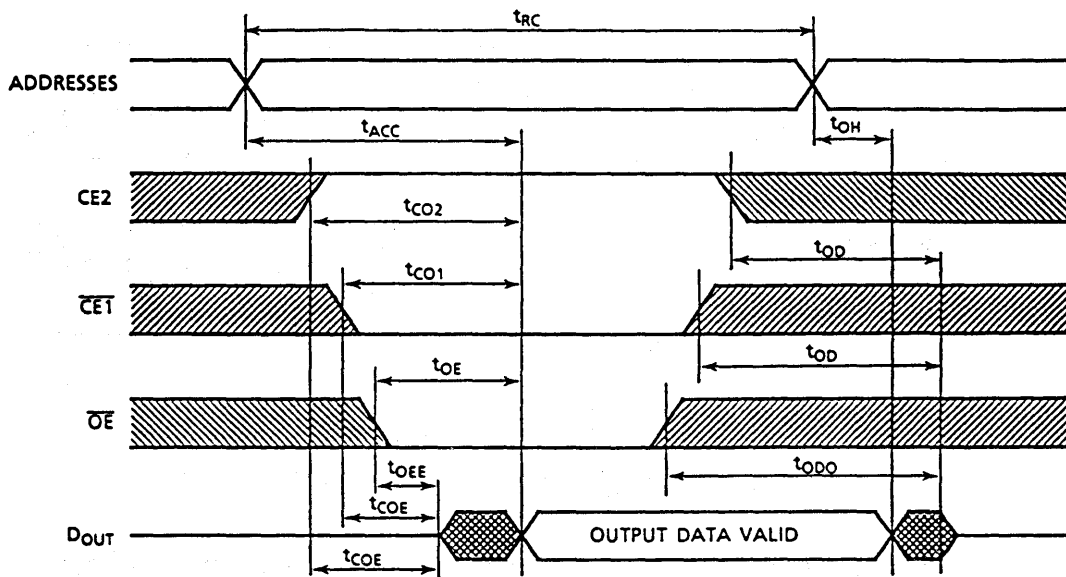 tRC
ADDRESSES
tACC
tOH
CE2
tCO2
tOD
CE1
tCO1
tOD
tOE
OE
tODO
tOEE
tCOE
DOUT
OUTPUT DATA VALID
tCOE